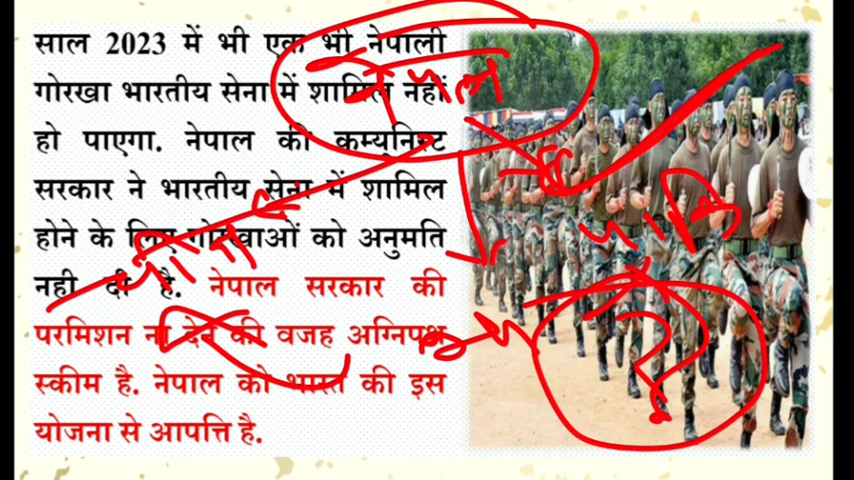 साल 2023 में भी एक भी नेपाली
गोरखा भारतीय सेना में शामिल नहीं
हो पाएगा. नेपाल की कम्युनिस्ट
सरकार ने भारतीय सेना में शामिल
होने के लिए गोरखाओं को अनुमति
नही दी है. नेपाल सरकार की
परमिशन ना देने की वजह अग्निपथ
स्कीम है. नेपाल को भारत की इस
योजना से आपत्ति है.